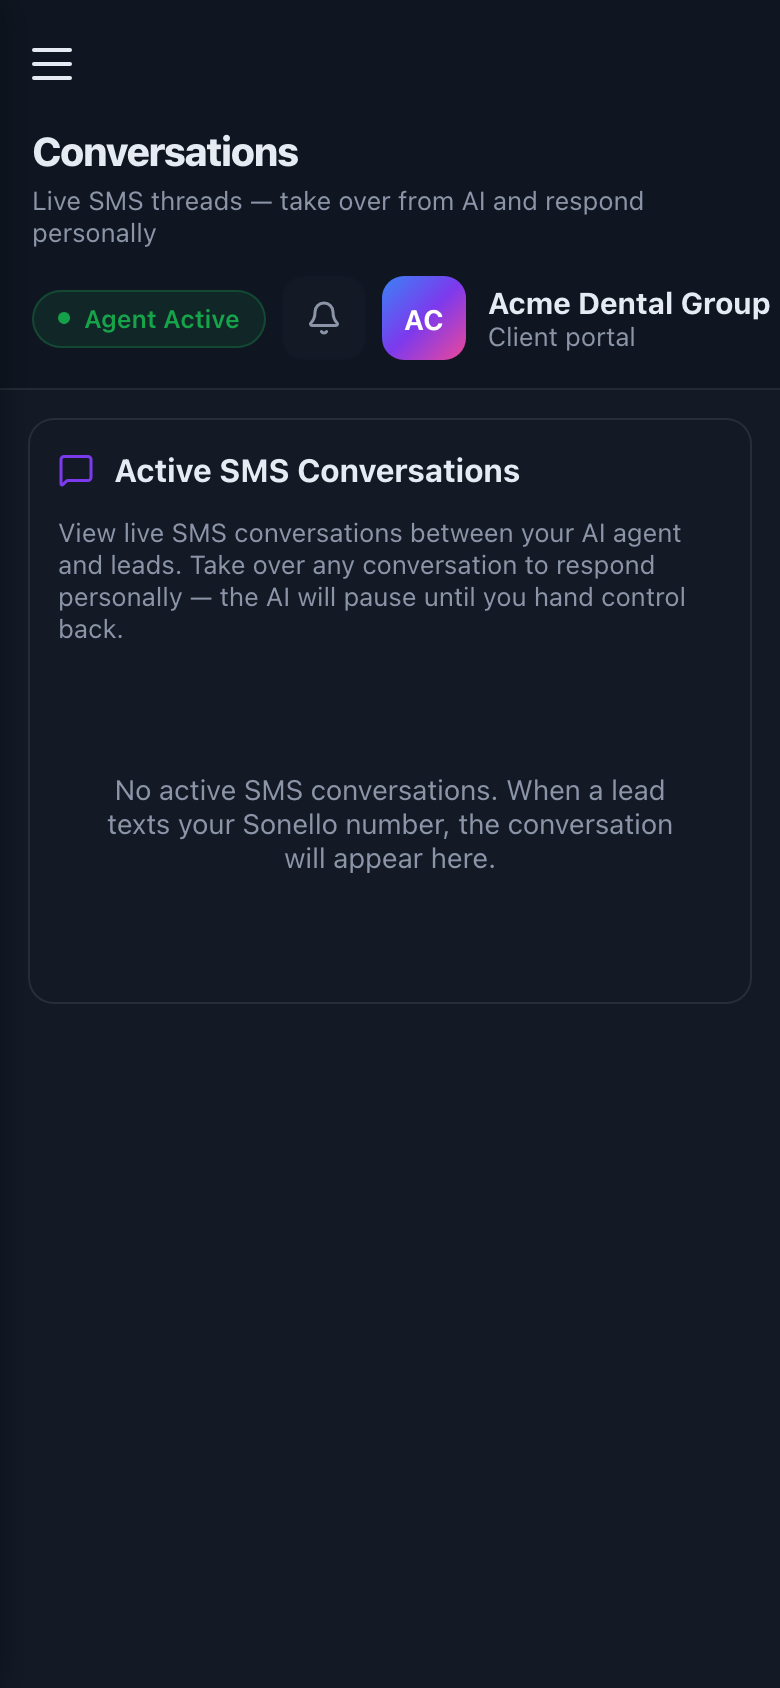 Conversations
Live SMS threads — take over from AI and respond
personally
Agent Active
AC
Acme Dental Group
Client portal
Active SMS Conversations
View live SMS conversations between your AI agent
and leads. Take over any conversation to respond
personally — the AI will pause until you hand control
back.
No active SMS conversations. When a lead
texts your Sonello number, the conversation
will appear here.